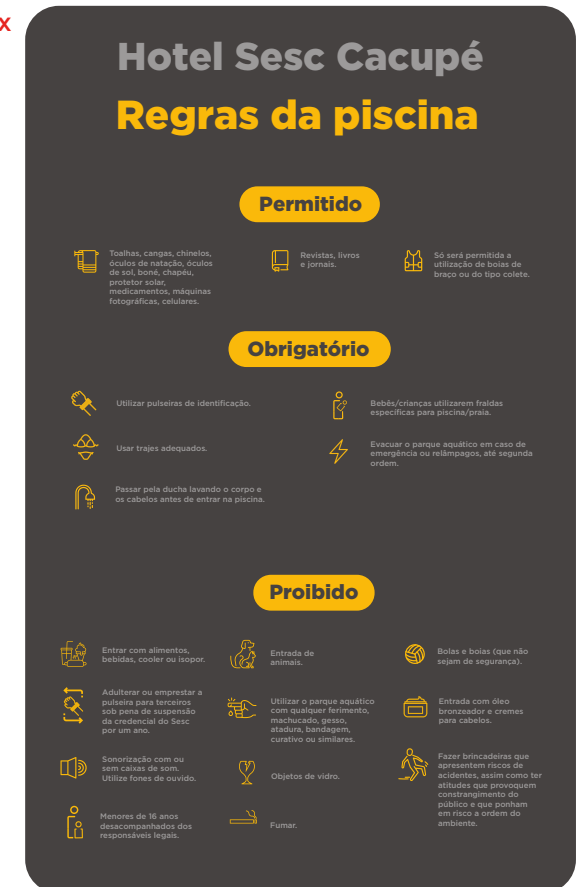 X
Hotel Sesc Cacupé
Regras da piscina
Permitido
Toalhas, cangas, chinelos,
óculos de natação, óculos
de sol, boné, chapéu,
protetor solar,
medicamentos, máquinas
fotográficas, celulares.
Revistas, livros
e jornais.
Só será permitida a
utilização de boias de
braço ou do tipo colete.
Obrigatório
Utilizar pulseiras de identificação.
Bebês/crianças utilizarem fraldas
específicas para piscina/praia.
Usar trajes adequados.
Evacuar o parque aquático em caso de
emergência ou relâmpagos, até segunda
ordem.
Passar pela ducha lavando o corpo e
os cabelos antes de entrar na piscina.
Proibido
Entrar com alimentos,
bebidas, cooler ou isopor.
Entrada de
animais.
Bolas e boias (que não
sejam de segurança).
Adulterar ou emprestar a
pulseira para terceiros
sob pena de suspensão
da credencial do Sesc
por um ano.
Utilizar o parque aquático
com qualquer ferimento,
machucado, gesso,
atadura, bandagem,
curativo ou similares.
Entrada com óleo
bronzeador e cremes
para cabelos.
Sonorização com ou
sem caixas de som.
Utilize fones de ouvido.
Objetos de vidro.
Fazer brincadeiras que
apresentem riscos de
acidentes, assim como ter
atitudes que provoquem
constrangimento do
público e que ponham
em risco a ordem do
ambiente.
Menores de 16 anos
desacompanhados dos
responsáveis legais.
Fumar.